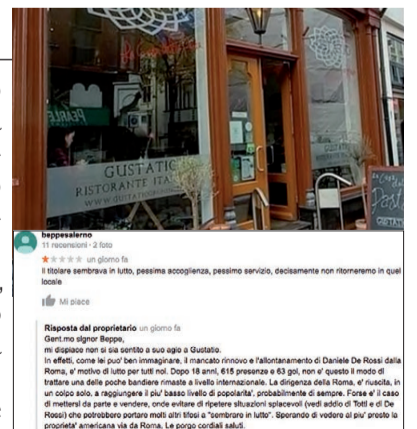 PEARLE
GUSTATIO
RISTORANTE ITA
Pasta
beppesalerno
11 recensioni · 2 foto
un giorno fa
Il titolare sembrava in lutto, pessima accoglienza, pessimo servizio, decisamente non ritorneremo in quel
locale
Mi piace
Risposta dal proprietario un giorno fa
Gent.mo signor Beppe,
mi dispiace non si sia sentito a suo agio a Gustatio.
In effetti, come lei puo' ben immaginare, il mancato rinnovo e l'allontanamento di Daniele De Rossi dalla
Roma, e' motivo di lutto per tutti noi. Dopo 18 anni, 615 presenze e 63 gol, non e' questo il modo di
trattare una delle poche bandiere rimaste a livello internazionale. La dirigenza della Roma, e' riuscita, in
un colpo solo, a raggiungere il piu' basso livello di popolarita', probabilmente di sempre. Forse e' il caso
di mettersi da parte e vendere, onde evitare di ripetere situazioni spiacevoli (vedi addio di Totti e di De
Rossi) che potrebbero portare molti altri tifosi a "sembrare in lutto". Sperando di vedere al piu' presto la
proprieta' americana via da Roma, Le porgo cordiali saluti.